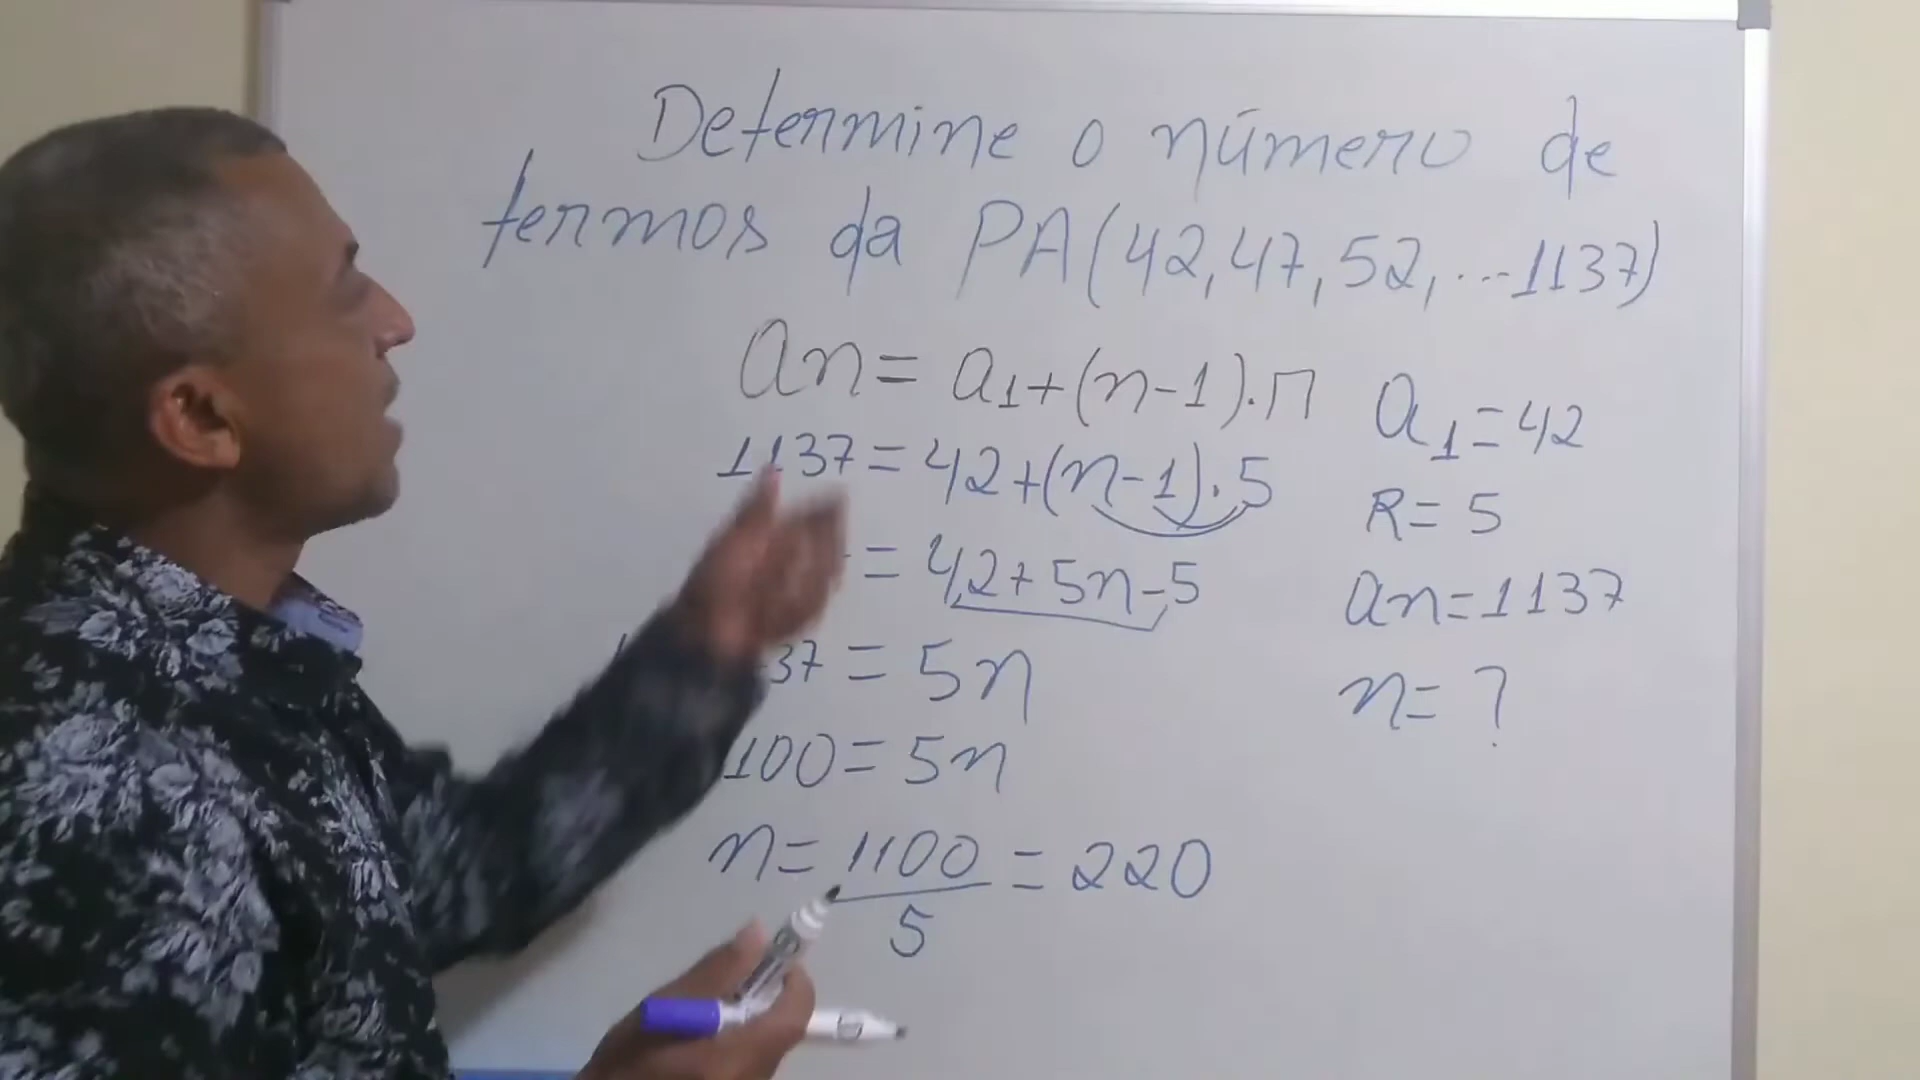 Determine o número de
termos da PA(42,47,52,...1137)
an= a1+(n-1).r
1137=42+(n-1).5
=42+5n-5
37=5n
100=5n
n=1100/5=220
a1=42
R=5
an=1137
n=?